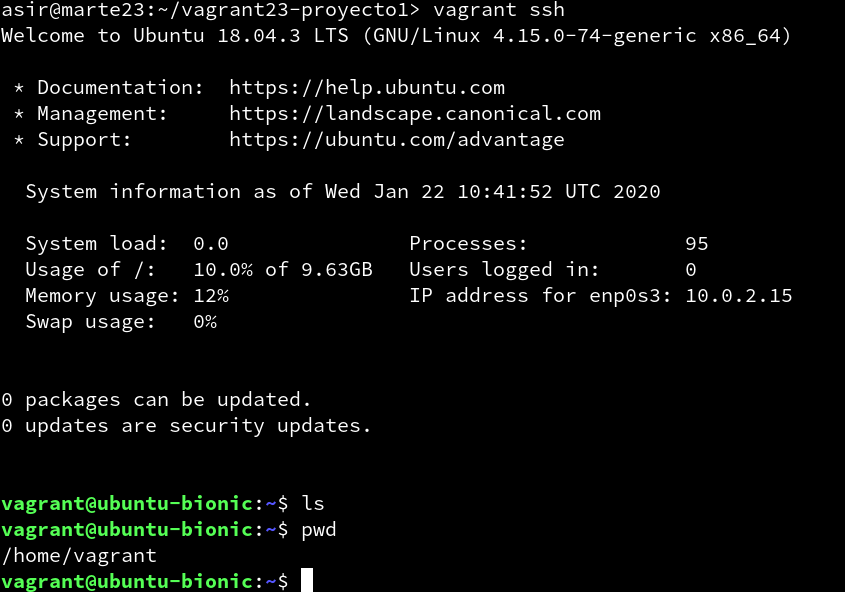 asir@marte23:~/vagrant23-proyecto1> vagrant ssh
Welcome to Ubuntu 18.04.3 LTS (GNU/Linux 4.15.0-74-generic x86_64)
 * Documentation:  https://help.ubuntu.com
 * Management:     https://landscape.canonical.com
 * Support:        https://ubuntu.com/advantage
  System information as of Wed Jan 22 10:41:52 UTC 2020
  System load:  0.0               Processes:             95
  Usage of /:   10.0% of 9.63GB   Users logged in:       0
  Memory usage: 12%               IP address for enp0s3: 10.0.2.15
  Swap usage:   0%
0 packages can be updated.
0 updates are security updates.
vagrant@ubuntu-bionic:~$ ls
vagrant@ubuntu-bionic:~$ pwd
/home/vagrant
vagrant@ubuntu-bionic:~$